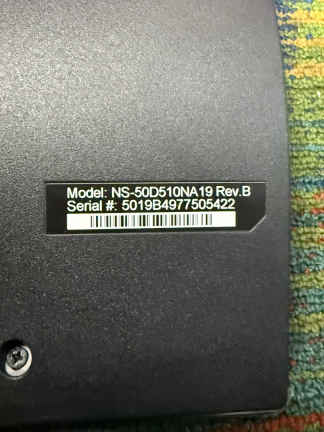 Model: NS-50D510NA19 Rev.B
Serial #: 5019B4977505422